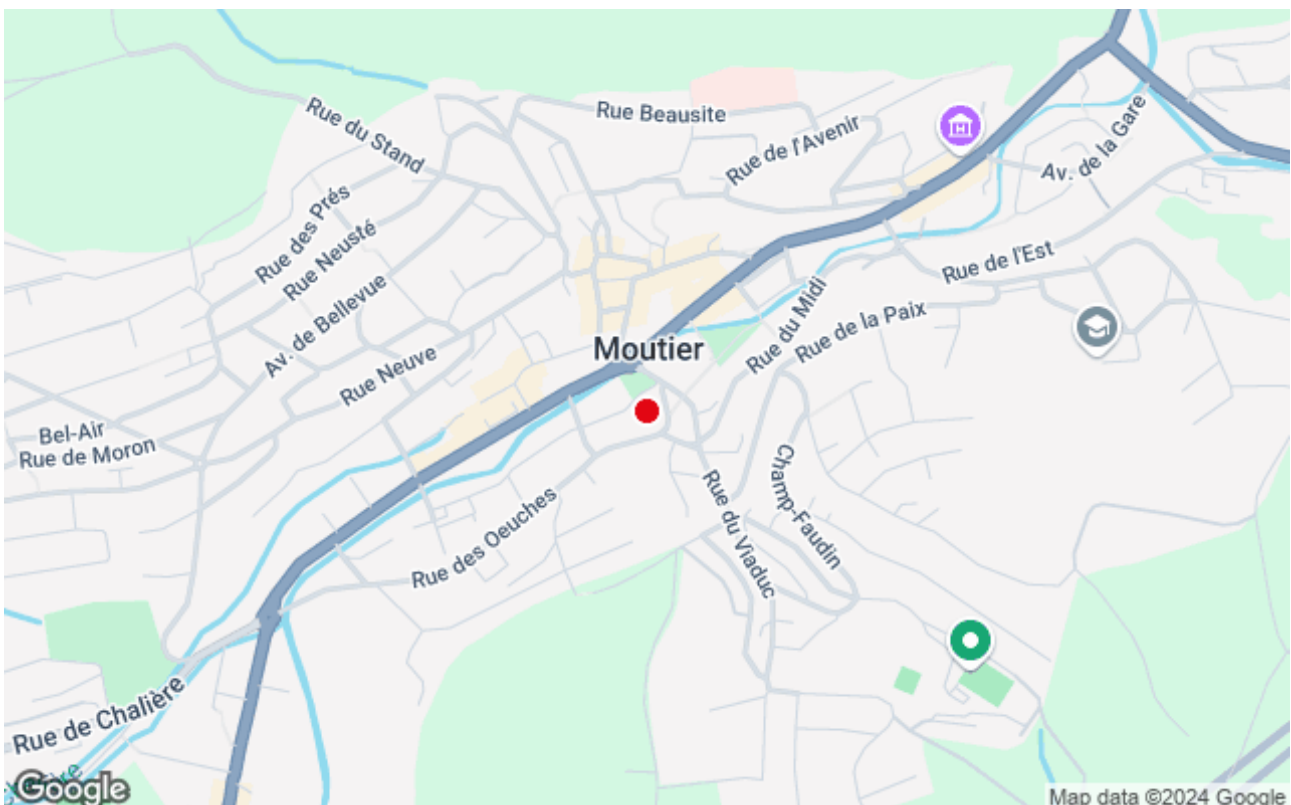 Rue Beausite
Rue du Stand
Rue de l'Avenir
Av. de la Gare
Rue des Prés
Rue Neusté
Av. de Bellevue
Rue de l'Est
Rue du Midi
Rue de la Paix
Moutier
Rue Neuve
Bel-Air
Rue de Moron
Champ-Faudin
Rue du Viaduc
Rue des Oeuches
Rue de Chalière
Google
Map data ©2024 Google